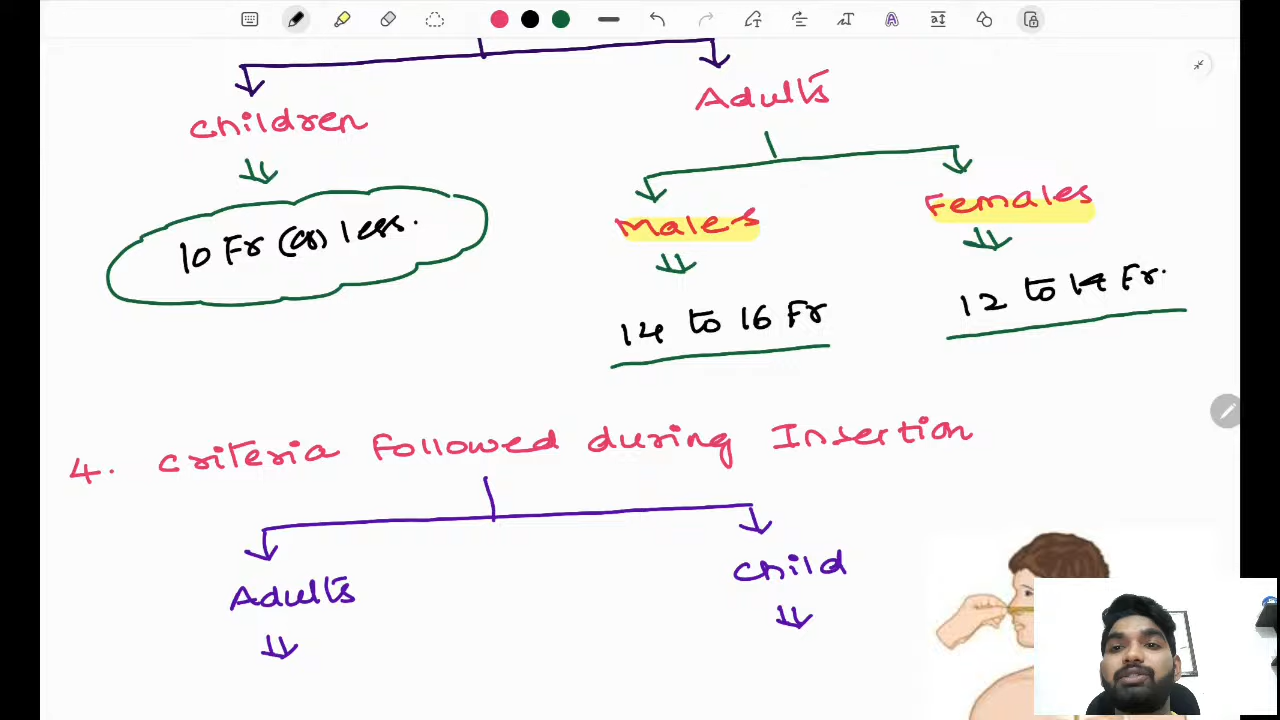 Children
Adults
10 Fr (or) less.
Males
Females
14 to 16 Fr
12 to 14 Fr.
4. Criteria Followed during Insertion
Adults
Child